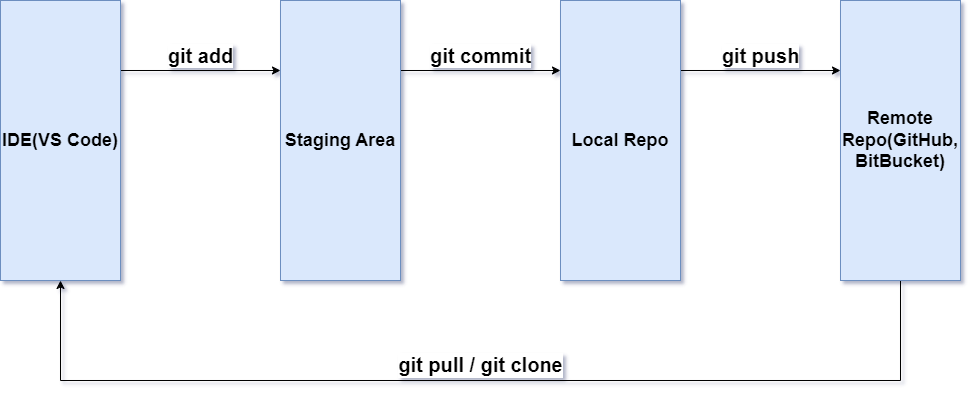 git add
git commit
git push
IDE(VS Code)
Staging Area
Local Repo
Remote
Repo(GitHub,
BitBucket)
git pull / git clone